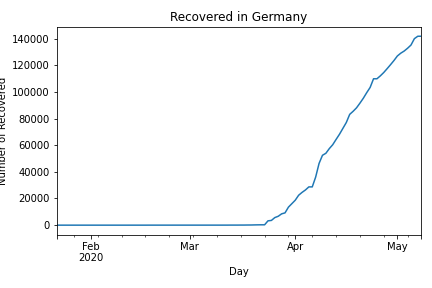 Recovered in Germany
Number of Recovered
140000
120000
100000
80000
60000
40000
20000
0
Feb
2020
Mar
Apr
May
Day